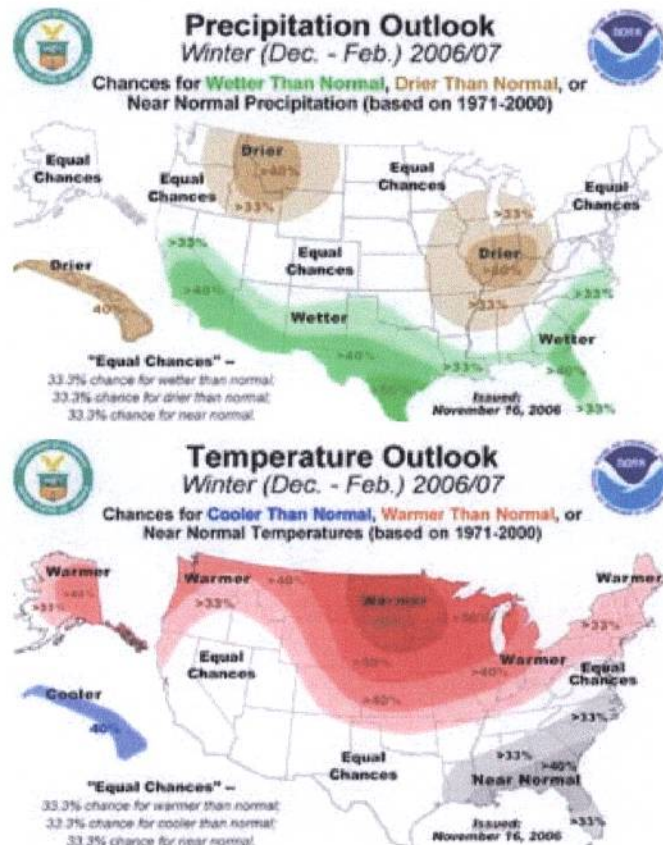 Precipitation Outlook
Winter (Dec. - Feb.) 2006/07
Chances for Wetter Than Normal, Drier Than Normal, or
Near Normal Precipitation (based on 1971-2000)
NOAA
Equal
Chances
Drier
>40%
>33%
Equal
Chances
Equal
Chances
Equal
Chances
>33%
Equal
Chances
Drier
>40%
>33%
Drier
40%
>33%
>40%
Wetter
>40%
>33%
Wetter
>33%
>40%
>33%
"Equal Chances" --
33.3% chance for wetter than normal;
33.3% chance for drier than normal;
33.3% chance for near normal.
Issued:
November 16, 2006
Temperature Outlook
Winter (Dec. - Feb.) 2006/07
Chances for Cooler Than Normal, Warmer Than Normal, or
Near Normal Temperatures (based on 1971-2000)
NOAA
Warmer
>40%
>33%
Warmer
>33%
>40%
Warmer
Warmer
>33%
Equal
Chances
Warmer
>40%
Equal
Chances
>40%
Cooler
40%
Equal
Chances
>33%
>33%
>40%
Near Normal
>33%
"Equal Chances" --
33.3% chance for warmer than normal;
33.3% chance for cooler than normal;
33.3% chance for near normal.
Issued:
November 16, 2006